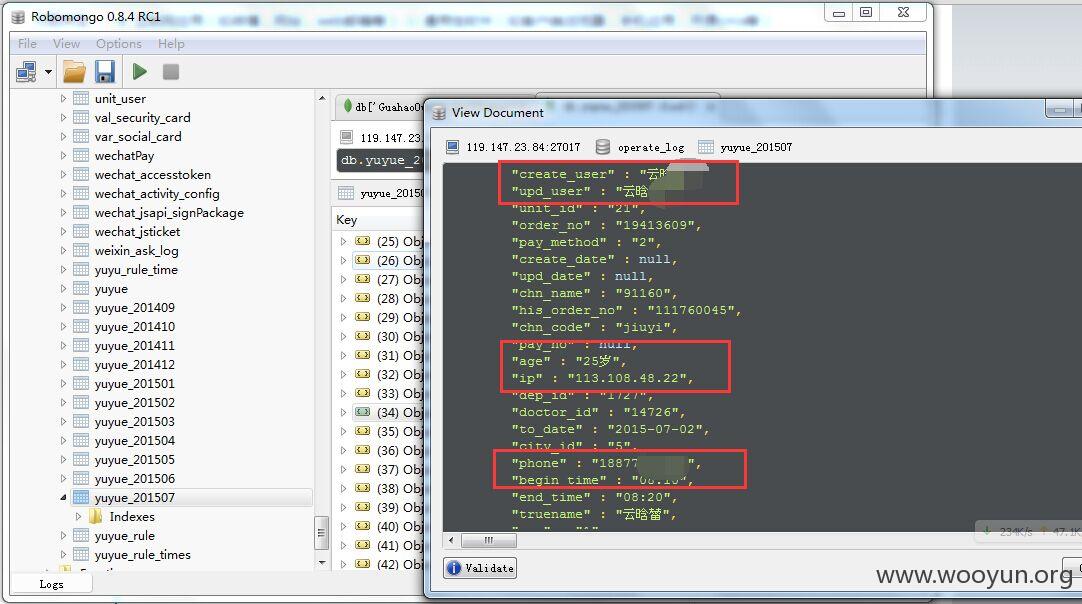 Robomongo 0.8.4 RC1
File View Options Help
unit_user
val_security_card
var_social_card
wechatPay
wechat_accesstoken
wechat_activity_config
wechat_jsapi_signPackage
wechat_jsticket
weixin_ask_log
yuyu_rule_time
yuyue
yuyue_201409
yuyue_201410
yuyue_201411
yuyue_201412
yuyue_201501
yuyue_201502
yuyue_201503
yuyue_201504
yuyue_201505
yuyue_201506
yuyue_201507
Indexes
yuyue_rule
yuyue_rule_times
Logs
db['GuahaoO
119.147.23.
db.yuyue_2
yuyue_2015
Key
(25) Obj
(26) Obj
(27) Obj
(28) Obj
(29) Obj
(30) Obj
(31) Obj
(32) Obj
(33) Obj
(34) Obj
(35) Obj
(36) Obj
(37) Obj
(38) Obj
(39) Obj
(40) Obj
(41) Obj
(42) Obj
View Document
119.147.23.84:27017 operate_log yuyue_201507
"create_user" : "云
"upd_user" : "云晗
"unit_id" : "21",
"order_no" : "19413609",
"pay_method" : "2",
"create_date" : null,
"upd_date" : null,
"chn_name" : "91160",
"his_order_no" : "111760045",
"chn_code" : "jiuyi",
"pay_no" : null,
"age" : "25岁",
"ip" : "113.108.48.22",
"dep_id" : "1727",
"doctor_id" : "14726",
"to_date" : "2015-07-02",
"city_id" : "5",
"phone" : "18877 ",
"begin_time" : "08:10",
"end_time" : "08:20",
"truename" : "云晗蕾",
Validate
234K/s 47.1K
www.wooyun.org